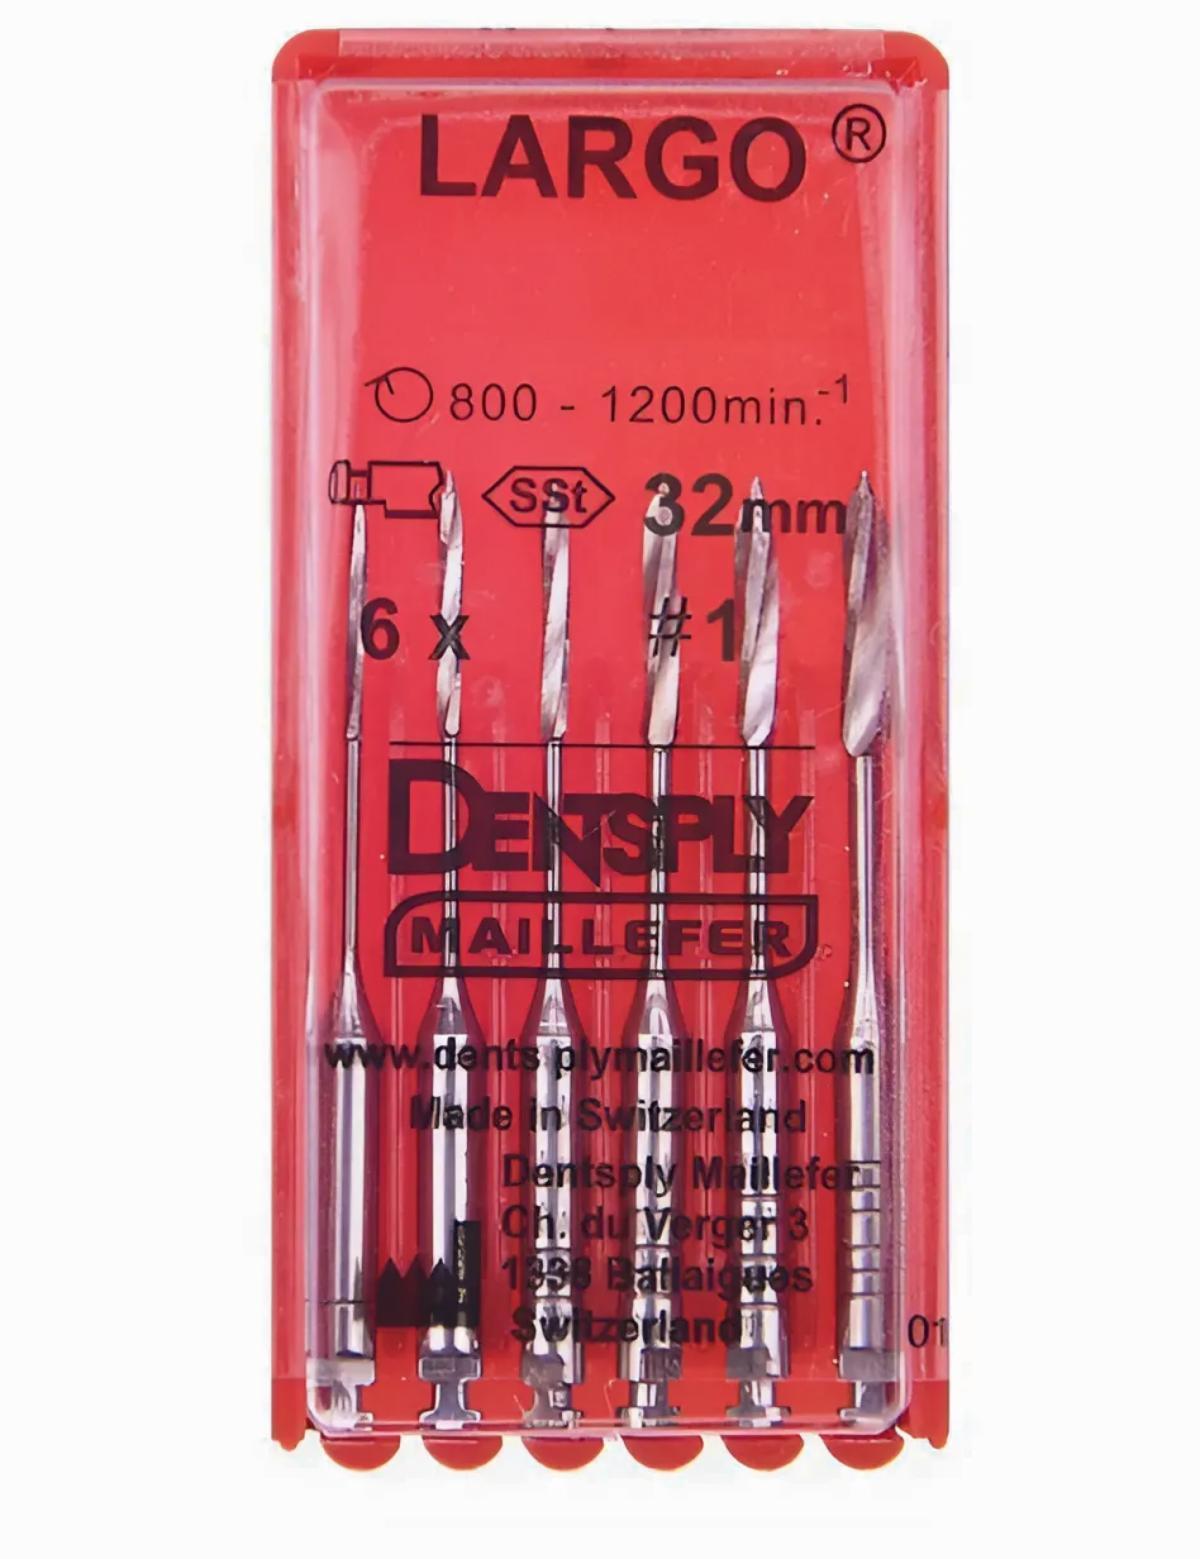 LARGO®
800 - 1200min.⁻¹
SSt 32mm
6 x #1
DENTSPLY
MAILLEFER
www.dentsplymaillefer.com
Made in Switzerland
Dentsply Maillefer
Ch. du Verger 3
1338 Ballaigues
Switzerland
01